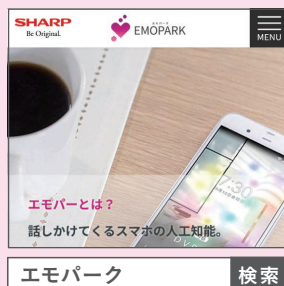 SHARP
Be Original.
エモパーク
EMOPARK
MENU
7:30
エモパーとは？
話しかけてくるスマホの人工知能。
エモパーク
検索